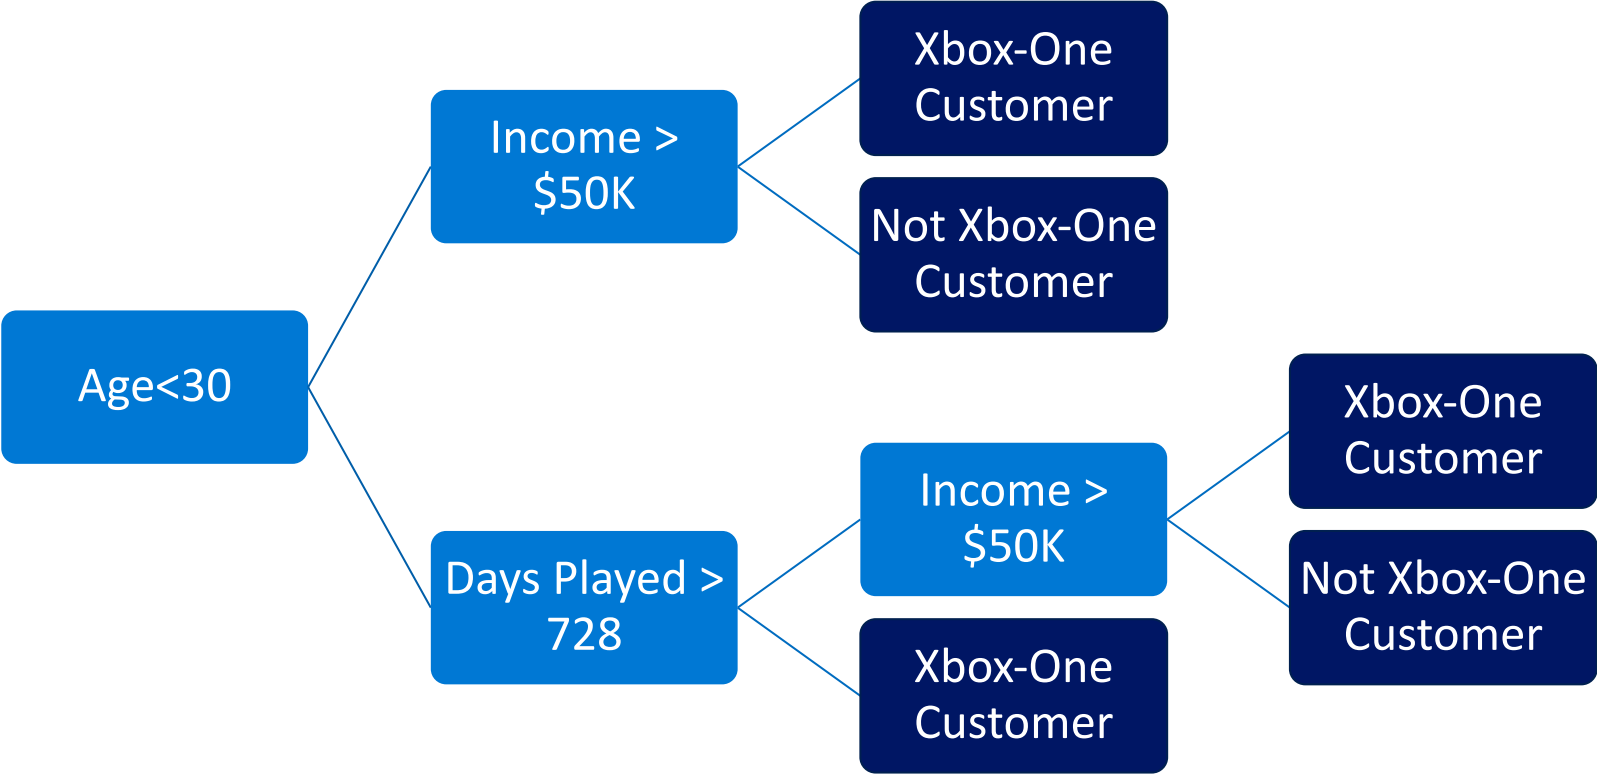 Xbox-One
Customer
Income >
$50K
Not Xbox-One
Customer
Age<30
Xbox-One
Customer
Income >
$50K
Days Played >
728
Not Xbox-One
Customer
Xbox-One
Customer